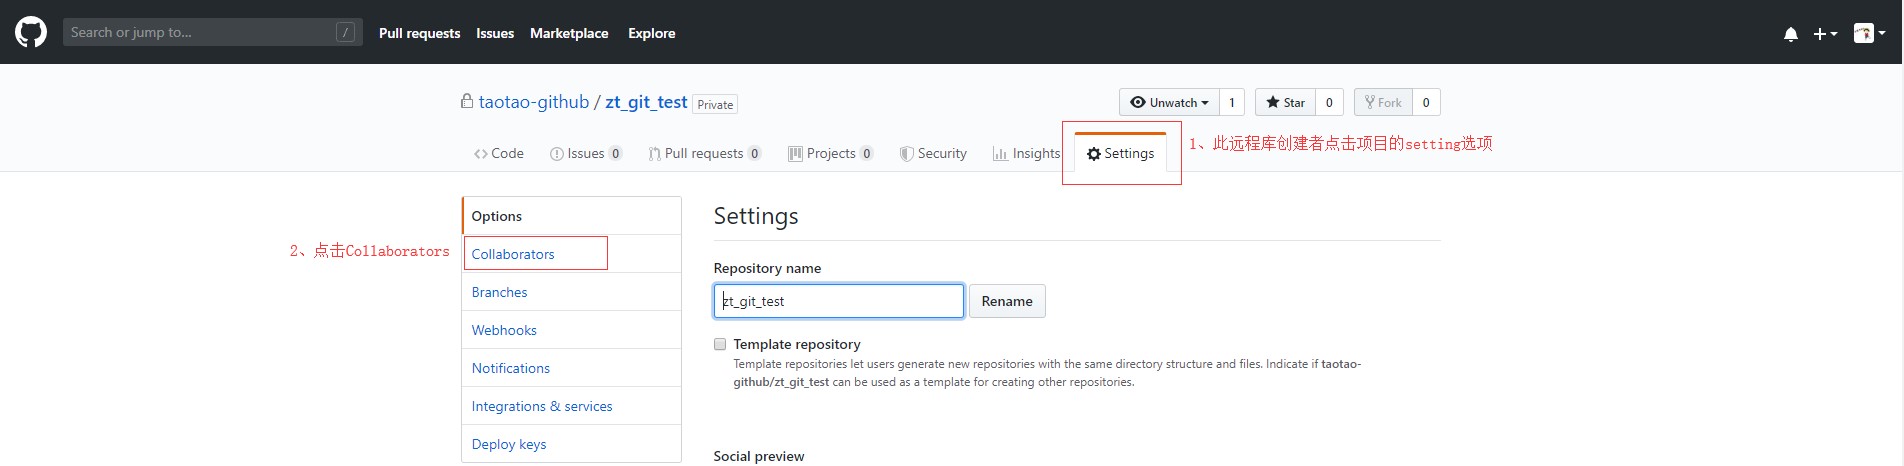 Search or jump to... / Pull requests Issues Marketplace Explore
taotao-github / zt_git_test Private Unwatch 1 Star 0 Fork 0
Code Issues 0 Pull requests 0 Projects 0 Security Insights Settings 1、此远程库创建者点击项目的setting选项
Options
2、点击Collaborators Collaborators
Branches
Webhooks
Notifications
Integrations & services
Deploy keys
Settings
Repository name
zt_git_test Rename
Template repository
Template repositories let users generate new repositories with the same directory structure and files. Indicate if taotao-
github/zt_git_test can be used as a template for creating other repositories.
Social preview